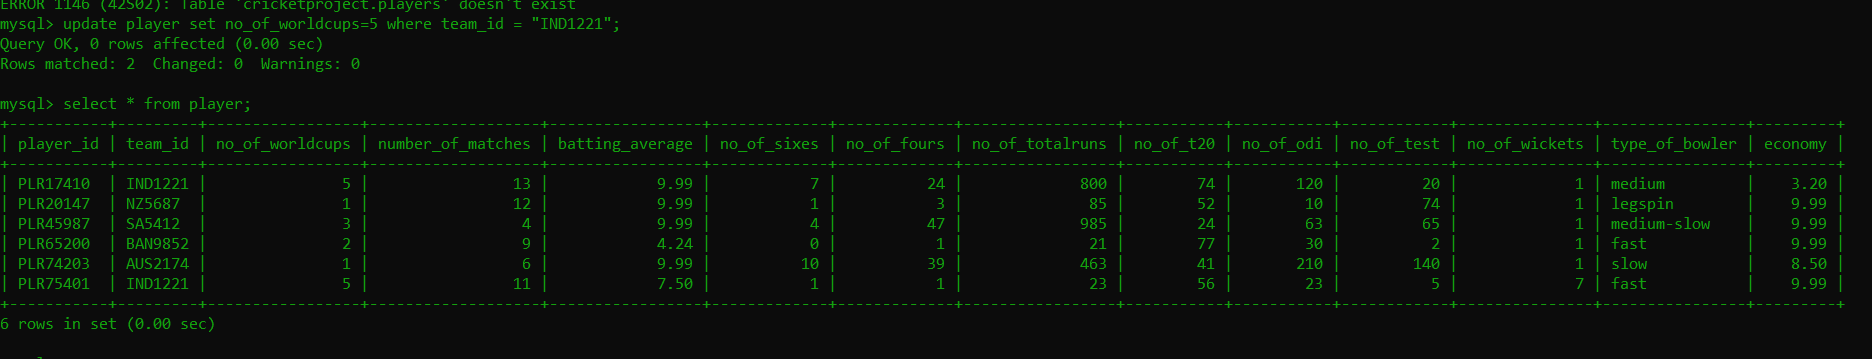 ERROR 1146 (42S02): Table 'cricketproject.players' doesn't exist
mysql> update player set no_of_worldcups=5 where team_id = "IND1221";
Query OK, 0 rows affected (0.00 sec)
Rows matched: 2  Changed: 0  Warnings: 0
mysql> select * from player;
+-----------+---------+-----------------+-------------------+-----------------+-------------+-------------+------------------+-----------+-----------+------------+---------------+----------------+---------+
| player_id | team_id | no_of_worldcups | number_of_matches | batting_average | no_of_sixes | no_of_fours | no_of_totalruns | no_of_t20 | no_of_odi | no_of_test | no_of_wickets | type_of_bowler | economy |
+-----------+---------+-----------------+-------------------+-----------------+-------------+-------------+------------------+-----------+-----------+------------+---------------+----------------+---------+
| PLR17410 | IND1221 | 5 | 13 | 9.99 | 7 | 24 | 800 | 74 | 120 | 20 | 1 | medium | 3.20 |
| PLR20147 | NZ5687 | 1 | 12 | 9.99 | 1 | 3 | 85 | 52 | 10 | 74 | 1 | legspin | 9.99 |
| PLR45987 | SA5412 | 3 | 4 | 9.99 | 4 | 47 | 985 | 24 | 63 | 65 | 1 | medium-slow | 9.99 |
| PLR65200 | BAN9852 | 2 | 9 | 4.24 | 0 | 1 | 21 | 77 | 30 | 2 | 1 | fast | 9.99 |
| PLR74203 | AUS2174 | 1 | 6 | 9.99 | 10 | 39 | 463 | 41 | 210 | 140 | 1 | slow | 8.50 |
| PLR75401 | IND1221 | 5 | 11 | 7.50 | 1 | 1 | 23 | 56 | 23 | 5 | 7 | fast | 9.99 |
+-----------+---------+-----------------+-------------------+-----------------+-------------+-------------+------------------+-----------+-----------+------------+---------------+----------------+---------+
6 rows in set (0.00 sec)